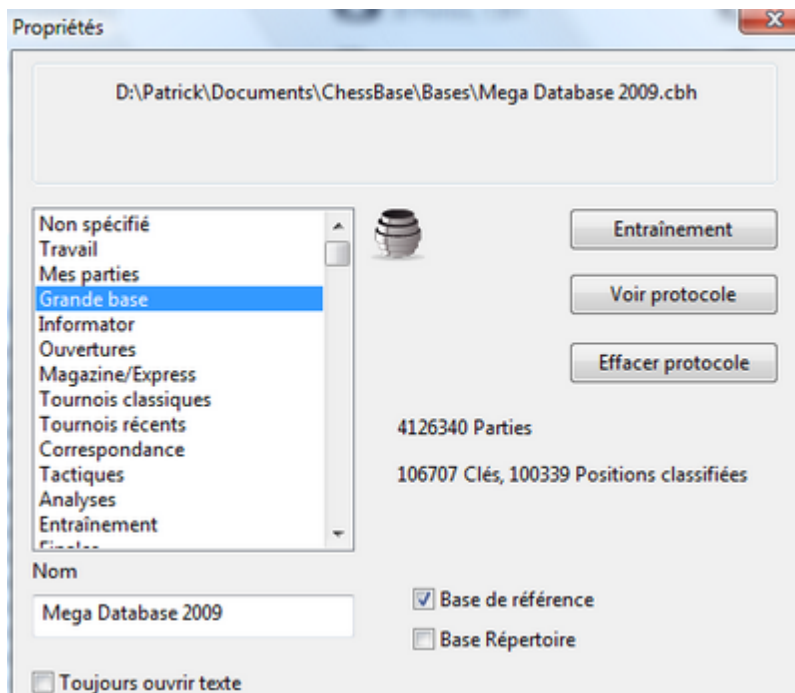 Propriétés
D:\Patrick\Documents\ChessBase\Bases\Mega Database 2009.cbh
Non spécifié
Travail
Mes parties
Grande base
Informator
Ouvertures
Magazine/Express
Tournois classiques
Tournois récents
Correspondance
Tactiques
Analyses
Entraînement
Entraînement
Voir protocole
Effacer protocole
4126340 Parties
106707 Clés, 100339 Positions classifiées
Nom
Mega Database 2009
Base de référence
Base Répertoire
Toujours ouvrir texte